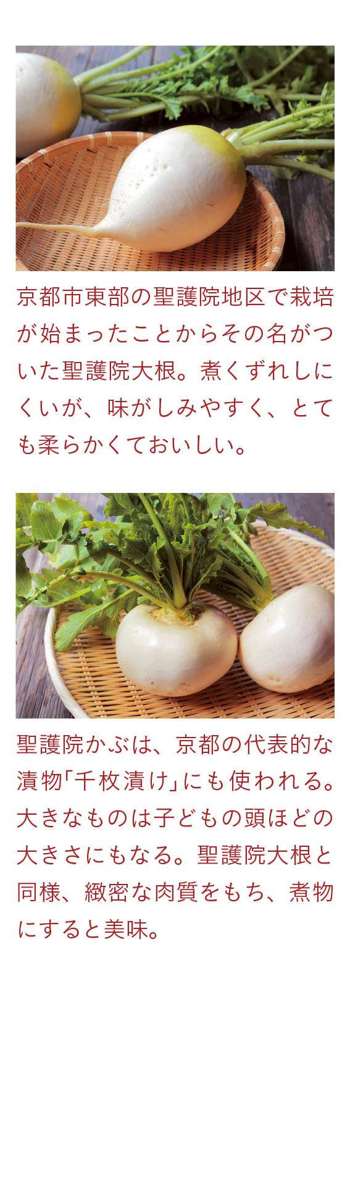 京都市東部の聖護院地区で栽培
が始まったことからその名がつ
いた聖護院大根。煮くずれしに
くいが、味がしみやすく、とて
も柔らかくておいしい。
聖護院かぶは、京都の代表的な
漬物「千枚漬け」にも使われる。
大きなものは子どもの頭ほどの
大きさにもなる。聖護院大根と
同様、緻密な肉質をもち、煮物
にすると美味。